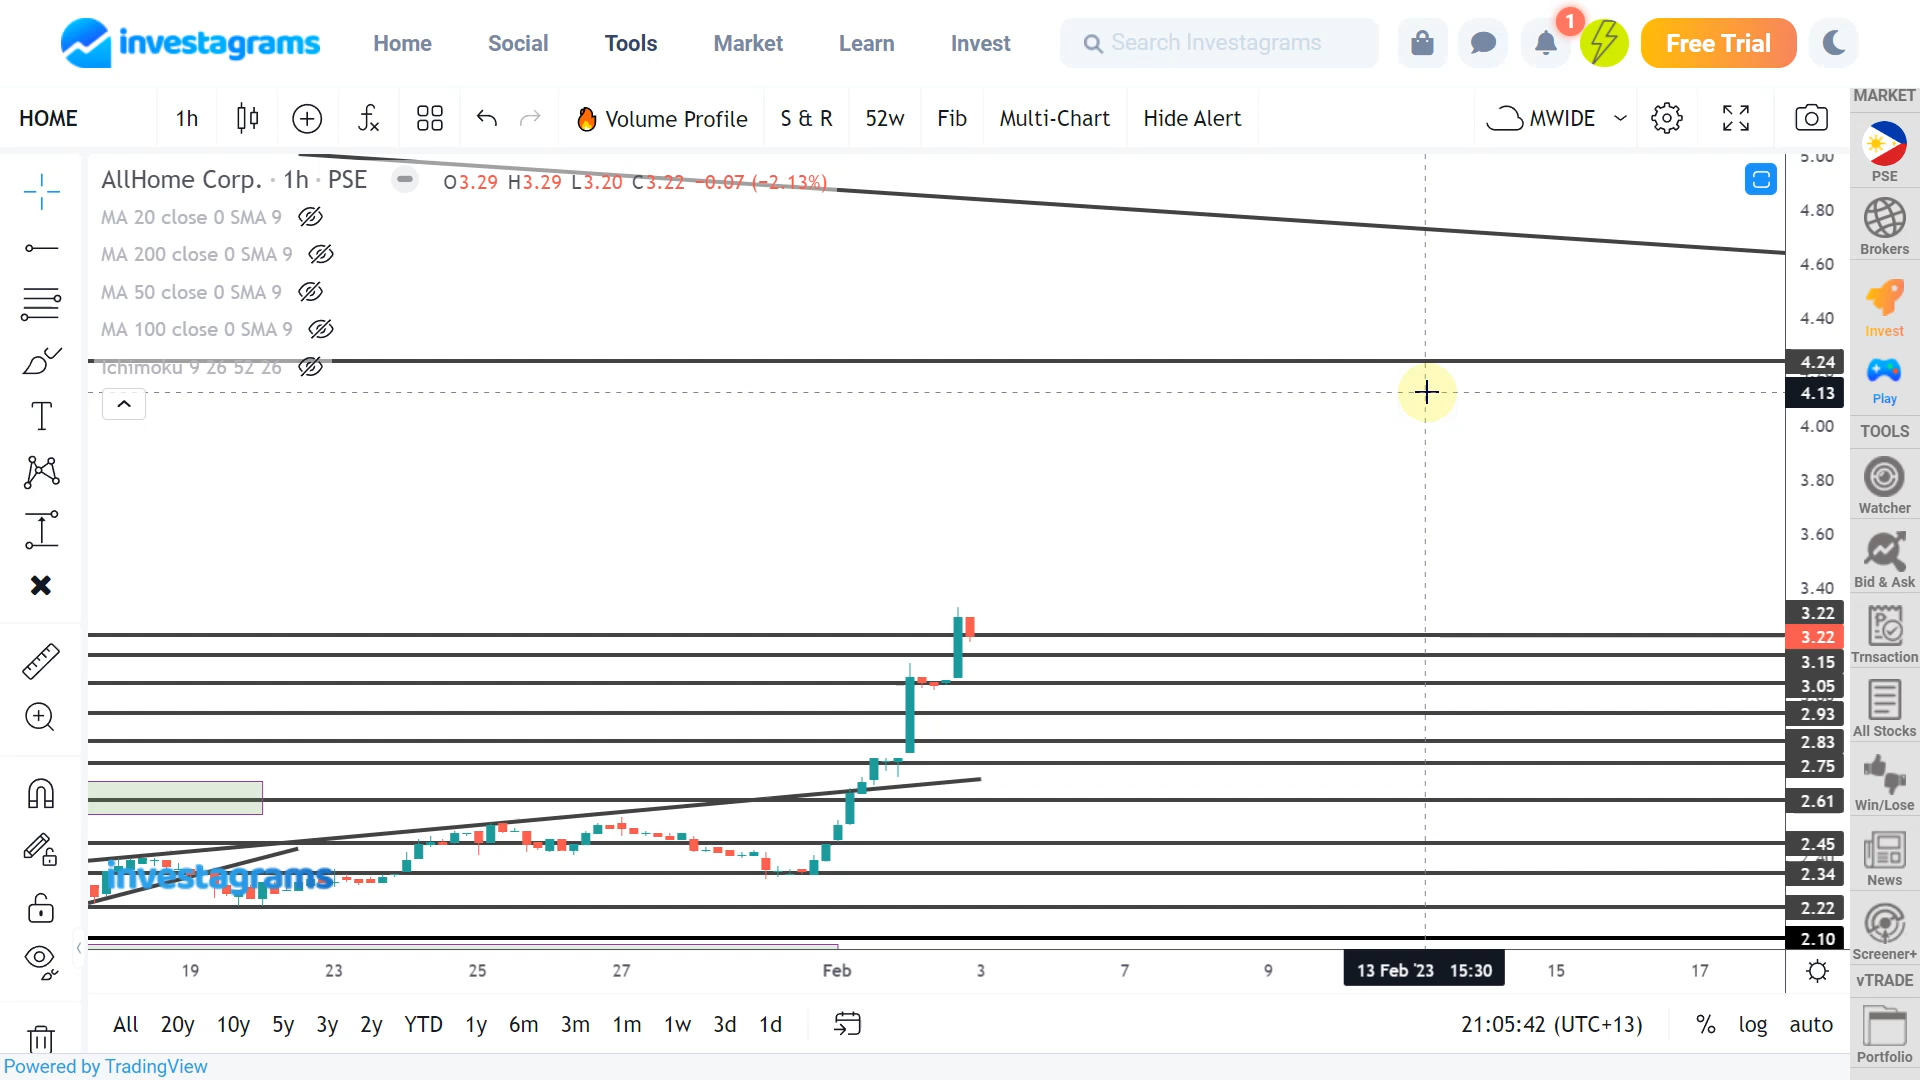 investagrams Home Social Tools Market Learn Invest Search Investagrams 1 Free Trial
HOME 1h Volume Profile S & R 52w Fib Multi-Chart Hide Alert MWIDE
AllHome Corp. · 1h · PSE O3.29 H3.29 L3.20 C3.22 −0.07 (−2.13%)
MA 20 close 0 SMA 9
MA 200 close 0 SMA 9
MA 50 close 0 SMA 9
MA 100 close 0 SMA 9
Ichimoku 9 26 52 26
investagrams
5.00
4.80
4.60
4.40
4.24
4.13
4.00
3.80
3.60
3.40
3.22
3.22
3.15
3.05
2.93
2.83
2.75
2.61
2.45
2.34
2.22
2.10
19 23 25 27 Feb 3 7 9 13 Feb '23 15:30 15 17
All 20y 10y 5y 3y 2y YTD 1y 6m 3m 1m 1w 3d 1d 21:05:42 (UTC+13) % log auto
Powered by TradingView
MARKET
PSE
Brokers
Invest
Play
TOOLS
Watcher
Bid & Ask
Trnsaction
All Stocks
Win/Lose
News
Screener+
vTRADE
Portfolio